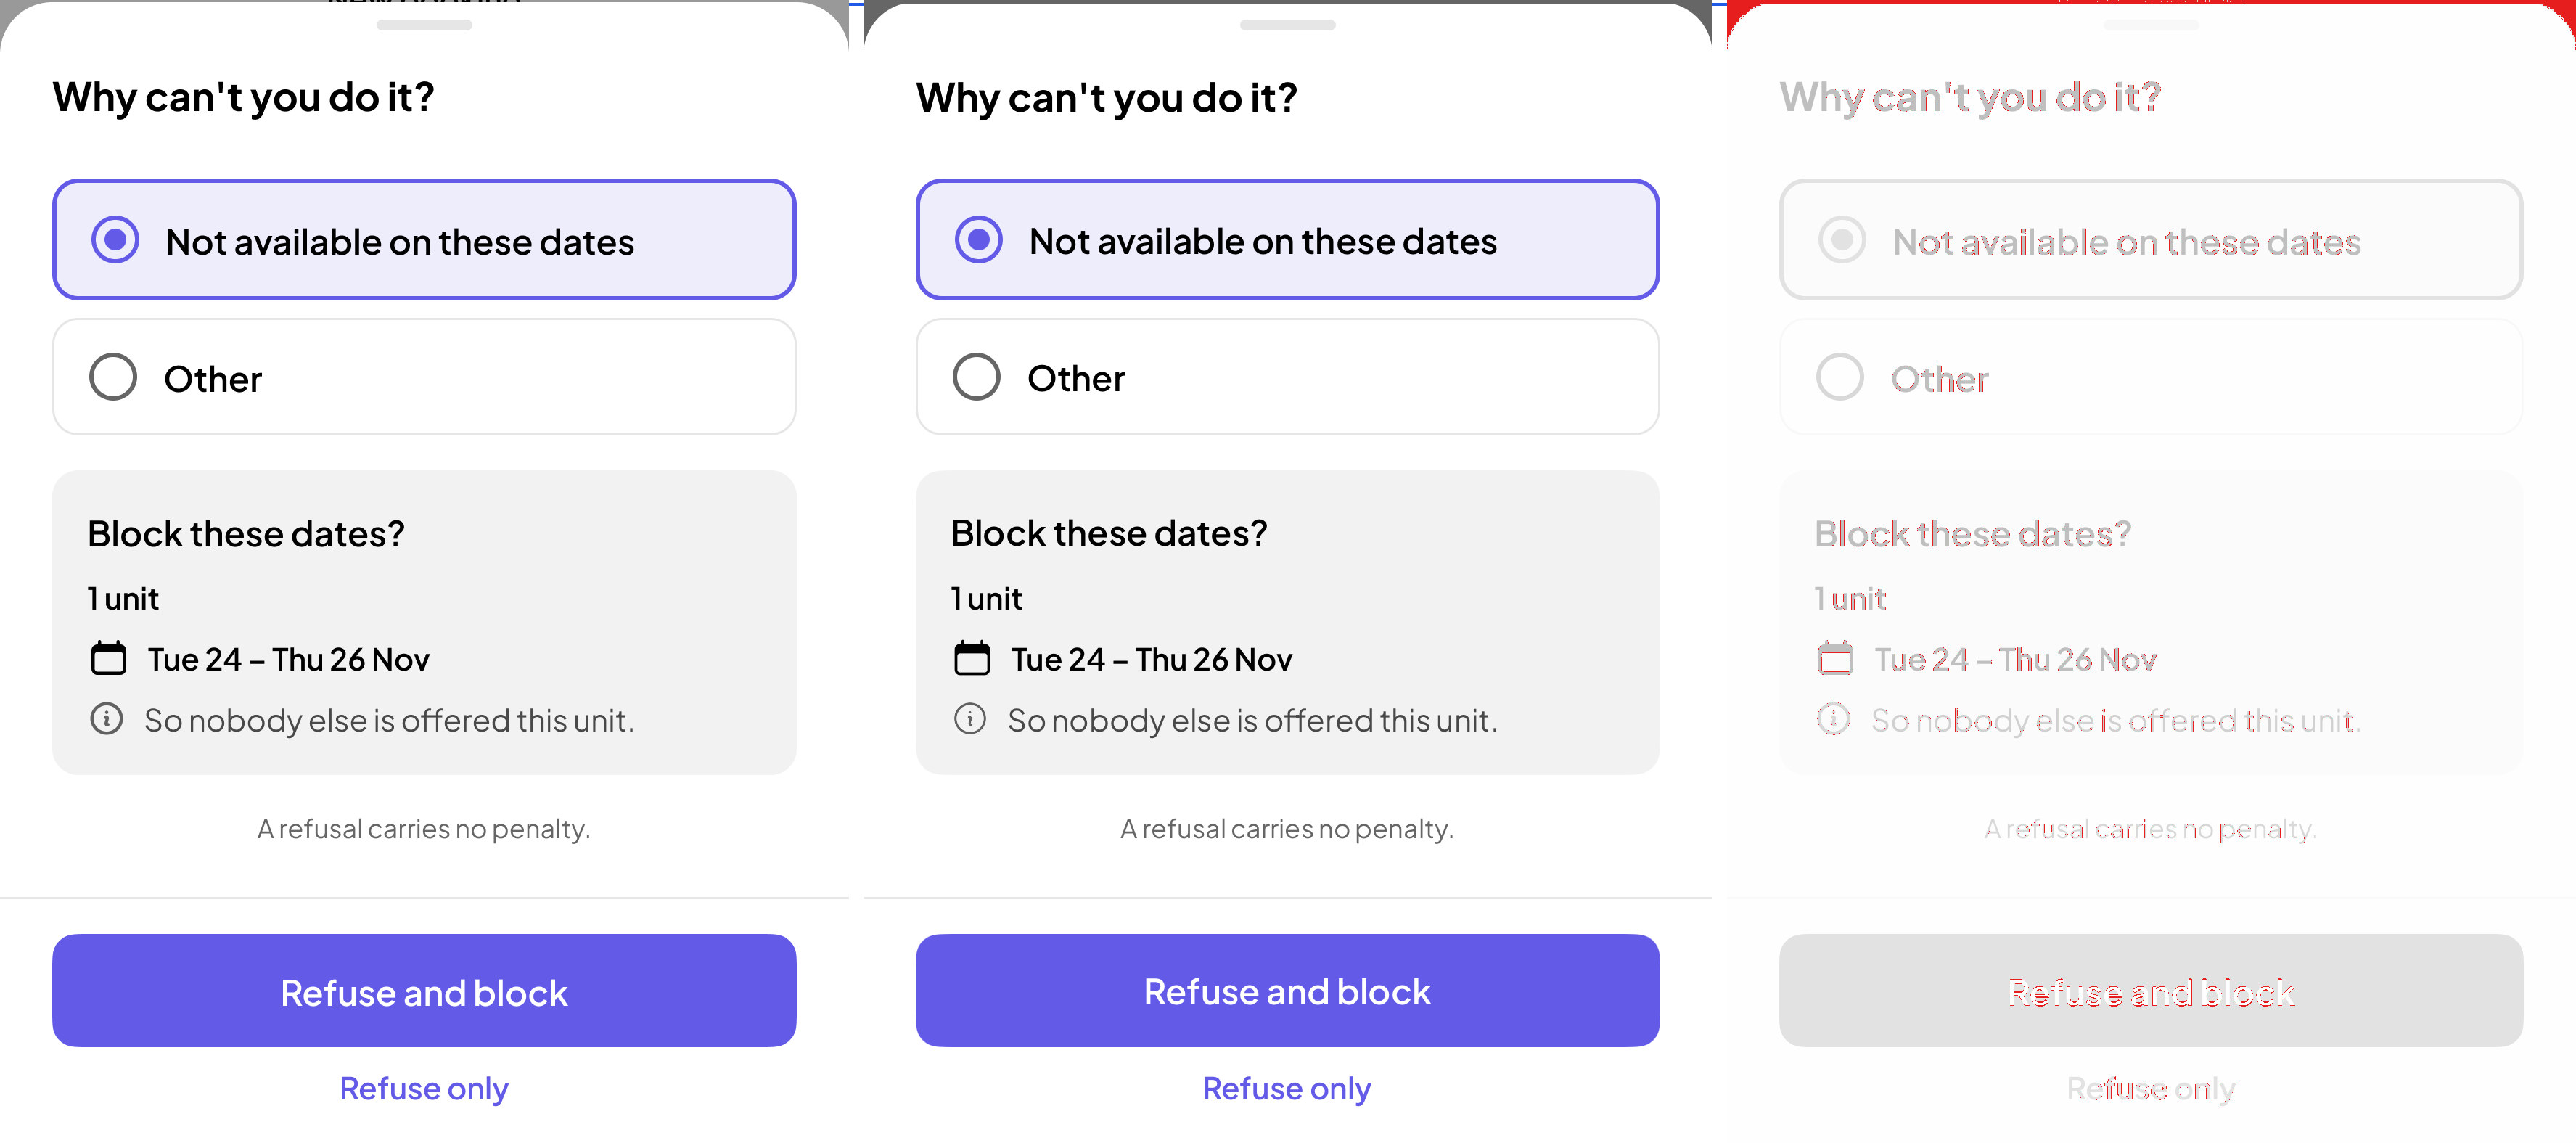 Why can't you do it?
Not available on these dates
Other
Block these dates?
1 unit
Tue 24 – Thu 26 Nov
So nobody else is offered this unit.
A refusal carries no penalty.
Refuse and block
Refuse only
Why can't you do it?
Not available on these dates
Other
Block these dates?
1 unit
Tue 24 – Thu 26 Nov
So nobody else is offered this unit.
A refusal carries no penalty.
Refuse and block
Refuse only
Why can't you do it?
Not available on these dates
Other
Block these dates?
1 unit
Tue 24 – Thu 26 Nov
So nobody else is offered this unit.
A refusal carries no penalty.
Refuse and block
Refuse only